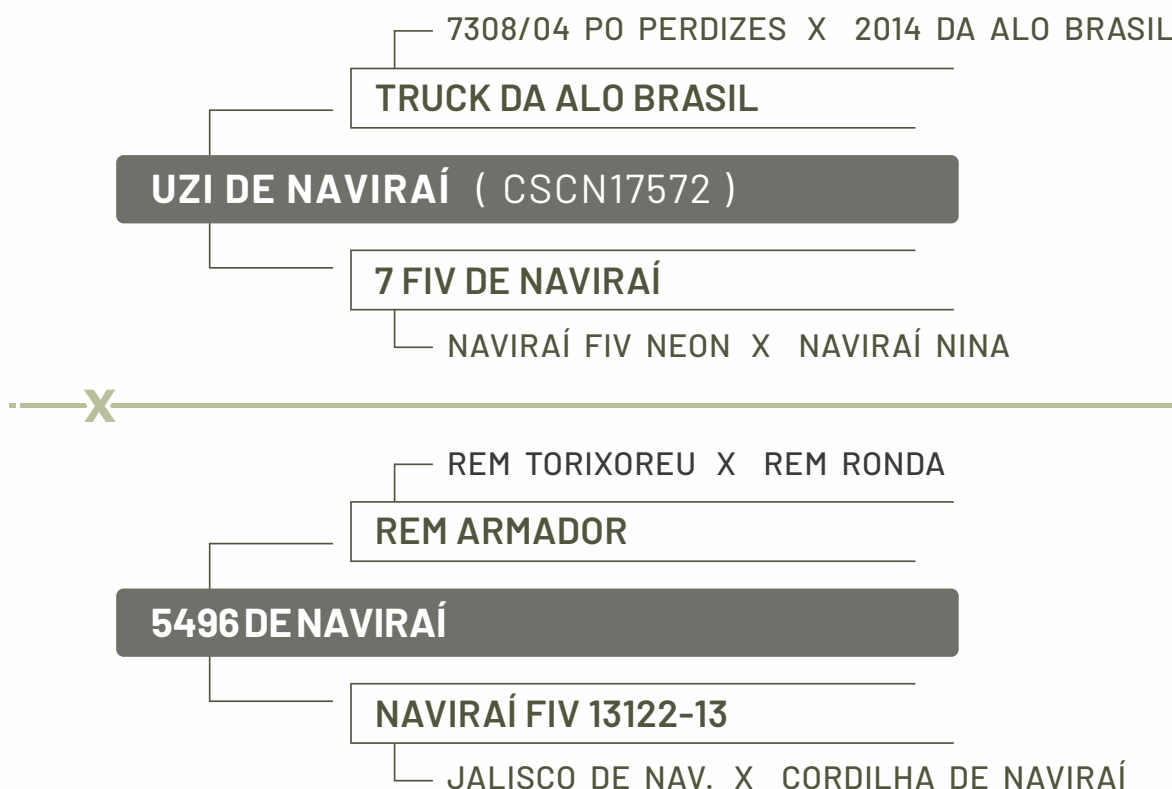 7308/04 PO PERDIZES X 2014 DA ALO BRASIL
TRUCK DA ALO BRASIL
UZI DE NAVIRAÍ ( CSCN17572 )
7 FIV DE NAVIRAÍ
NAVIRAÍ FIV NEON X NAVIRAÍ NINA
X
REM TORIXOREU X REM RONDA
REM ARMADOR
5496 DE NAVIRAÍ
NAVIRAÍ FIV 13122-13
JALISCO DE NAV. X CORDILHA DE NAVIRAÍ